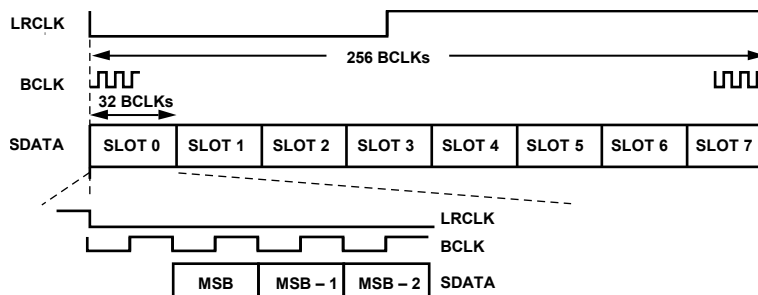 LRCLK
256 BCLKs
BCLK
32 BCLKs
SDATA SLOT 0 SLOT 1 SLOT 2 SLOT 3 SLOT 4 SLOT 5 SLOT 6 SLOT 7
LRCLK
BCLK
MSB MSB – 1 MSB – 2 SDATA